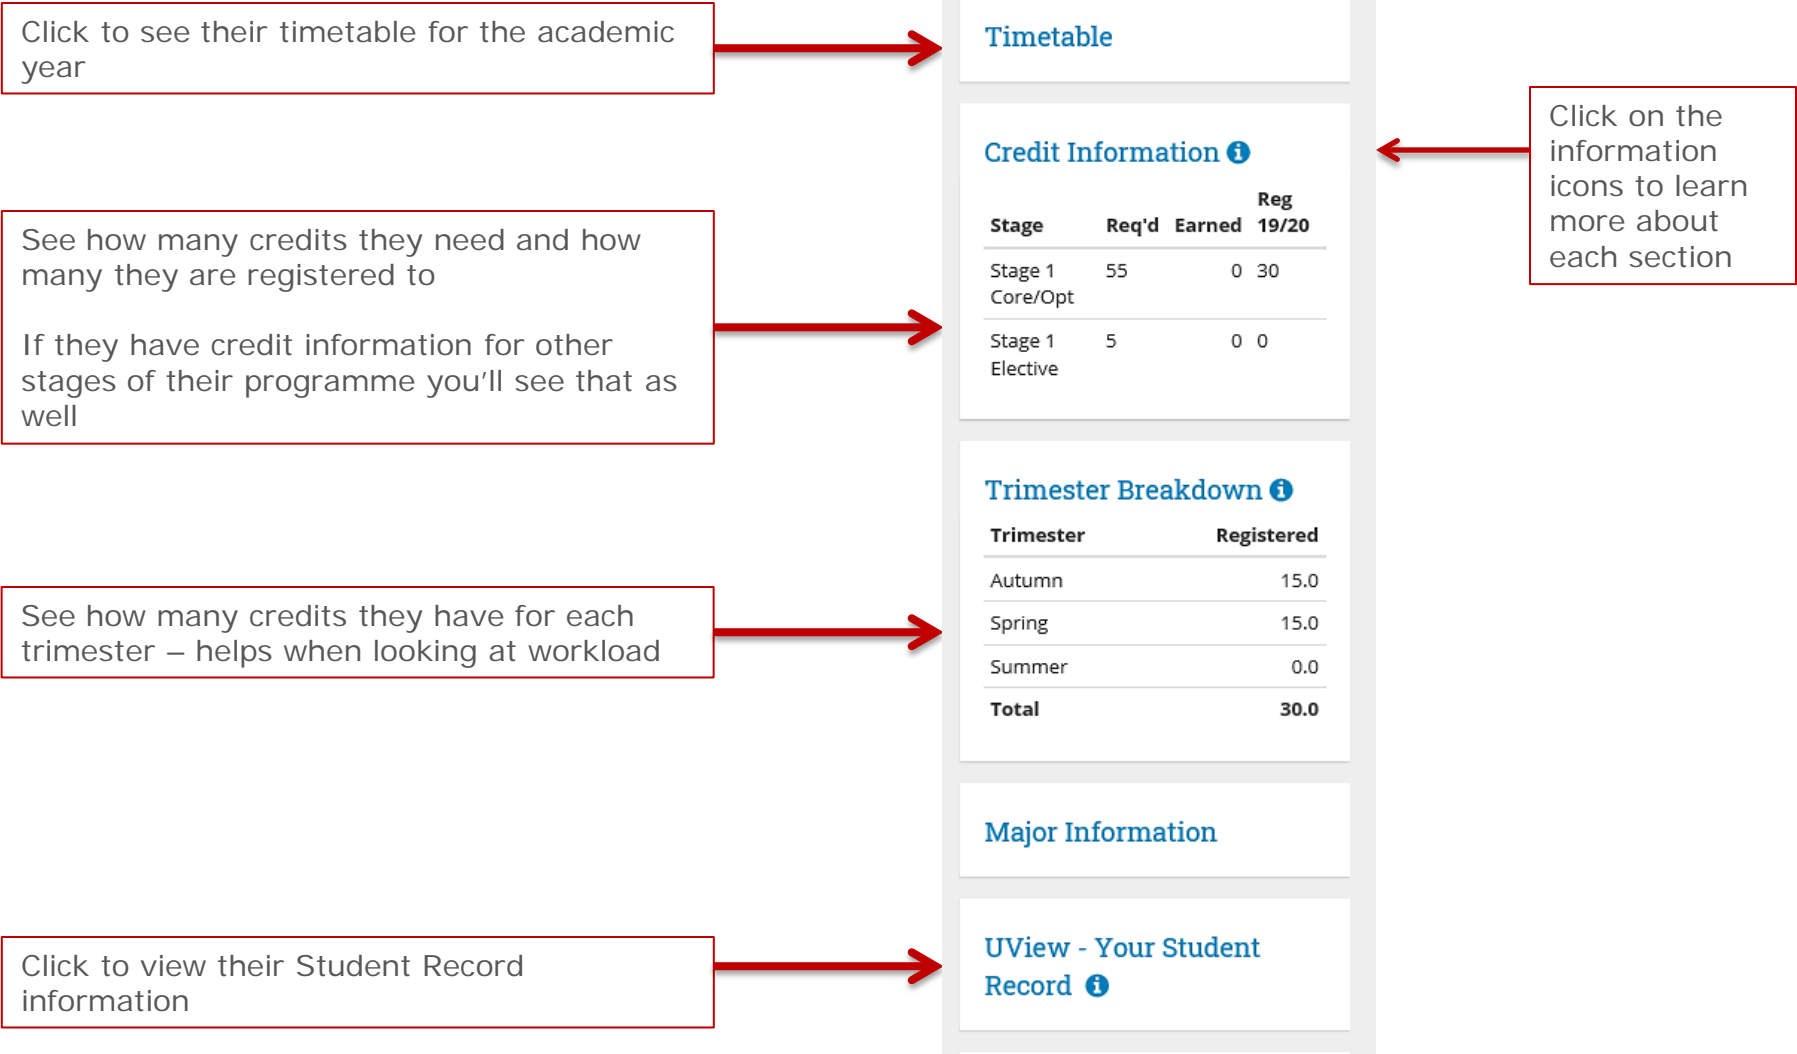 Click to see their timetable for the academic
year
See how many credits they need and how
many they are registered to
If they have credit information for other
stages of their programme you’ll see that as
well
See how many credits they have for each
trimester – helps when looking at workload
Click to view their Student Record
information
Timetable
Credit Information
Stage Req'd Earned Reg
19/20
Stage 1 55 0 30
Core/Opt
Stage 1 5 0 0
Elective
Trimester Breakdown
Trimester Registered
Autumn 15.0
Spring 15.0
Summer 0.0
Total 30.0
Major Information
UView - Your Student
Record
Click on the
information
icons to learn
more about
each section